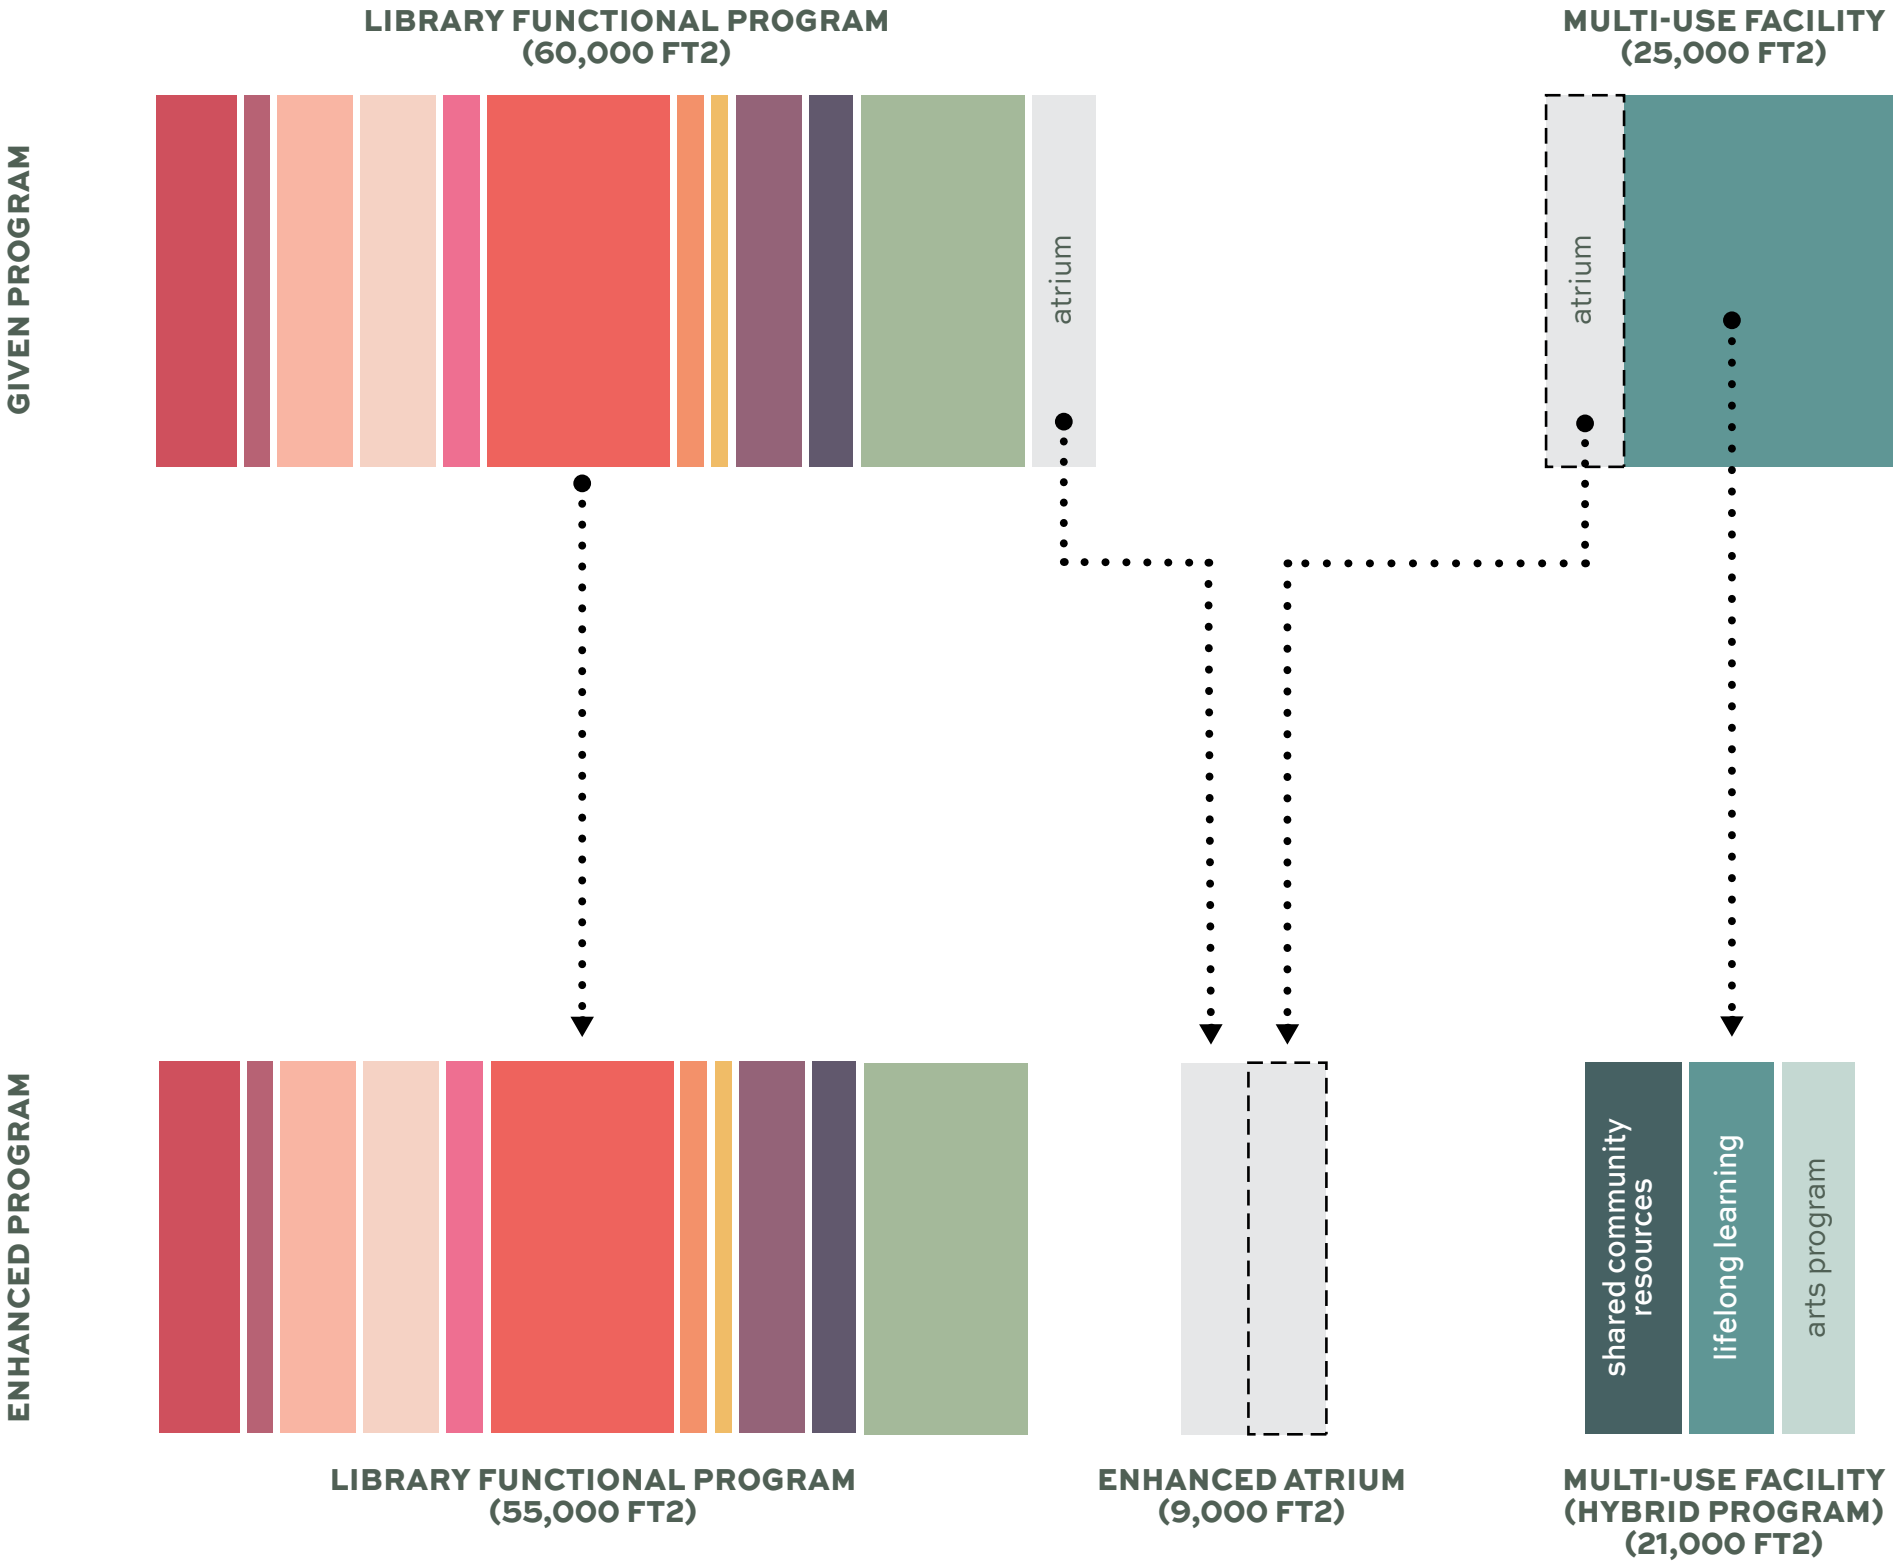 LIBRARY FUNCTIONAL PROGRAM
(60,000 FT2)
MULTI-USE FACILITY
(25,000 FT2)
GIVEN PROGRAM
atrium
atrium
ENHANCED PROGRAM
shared community
resources
lifelong learning
arts program
LIBRARY FUNCTIONAL PROGRAM
(55,000 FT2)
ENHANCED ATRIUM
(9,000 FT2)
MULTI-USE FACILITY
(HYBRID PROGRAM)
(21,000 FT2)